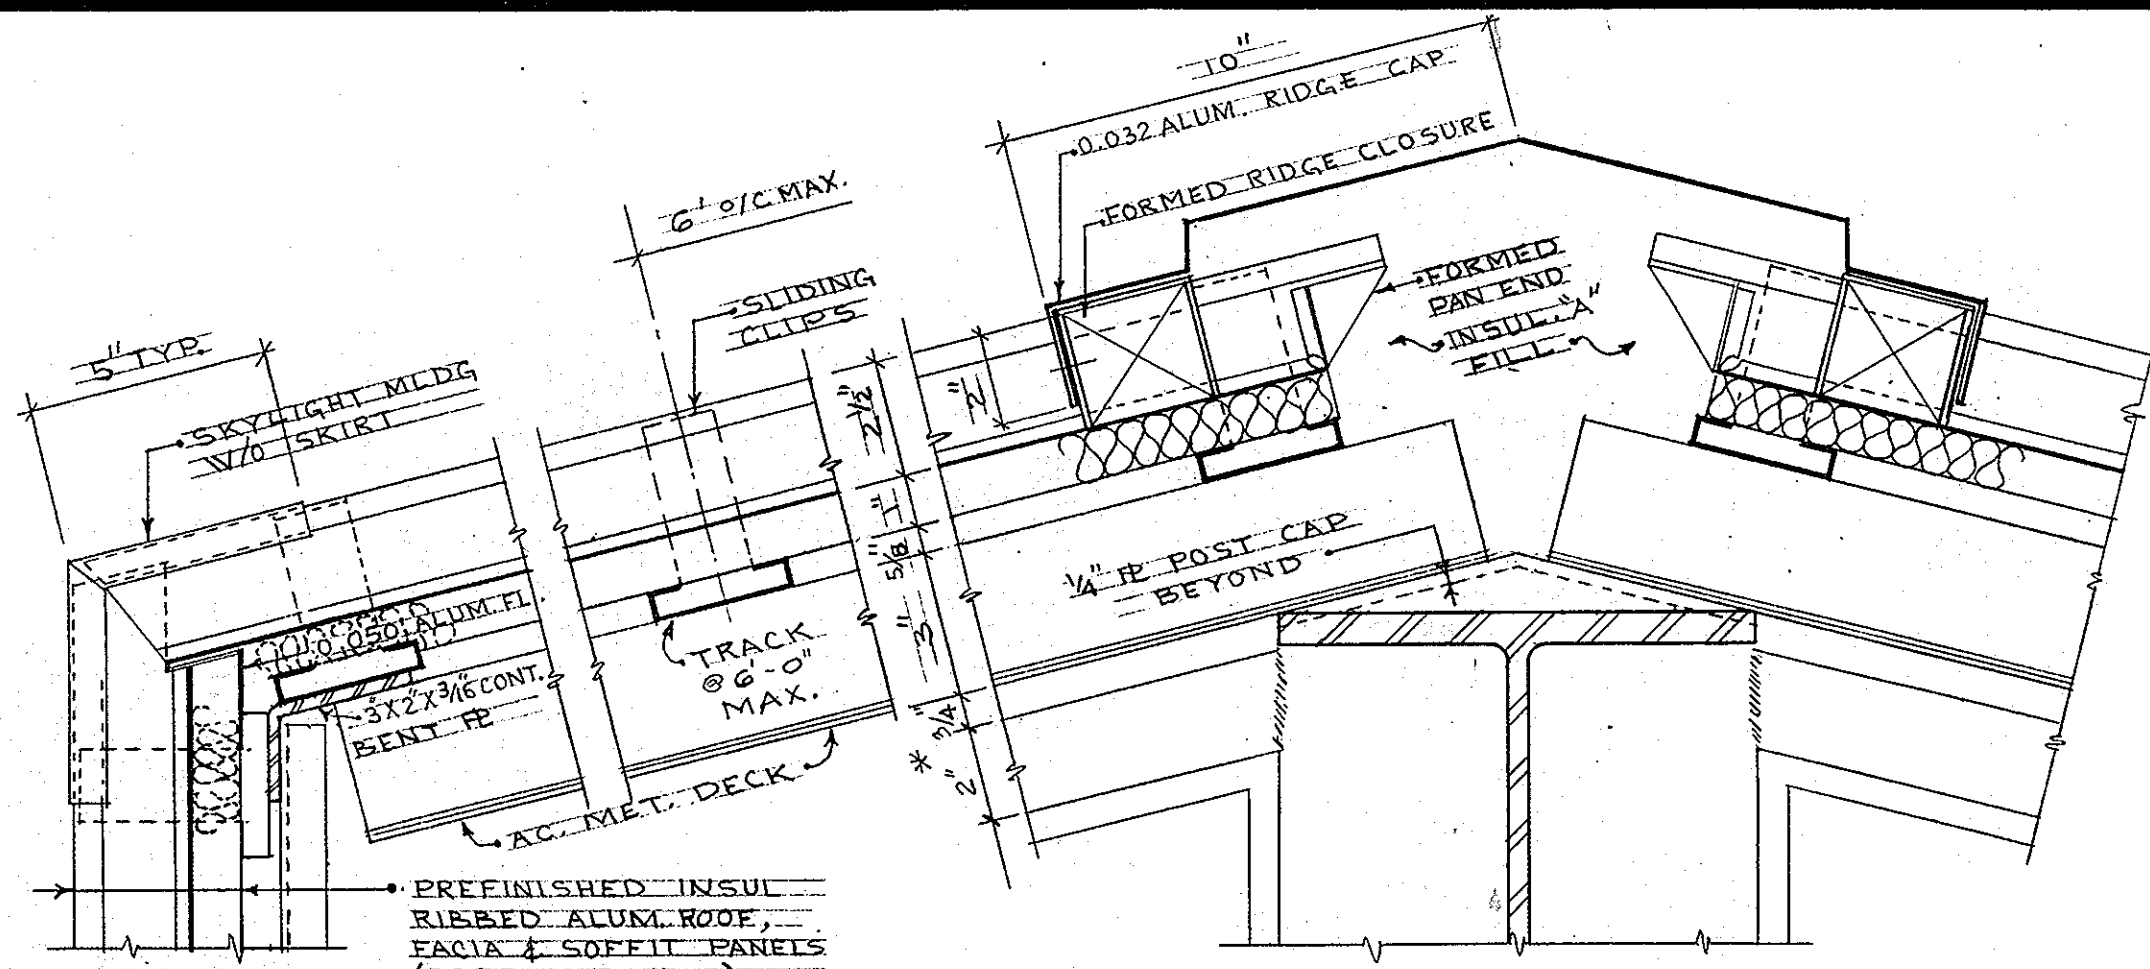 10"
0.032 ALUM. RIDGE CAP
FORMED RIDGE CLOSURE
6' O/C MAX.
SLIDING
CLIPS
5" TYP.
SKYLIGHT MLDG
W/O SKIRT
FORMED
PAN END
INSUL. "A"
FILL
2"
2 1/2"
1"
5/8"
3"
3/4"
* 2"
1/4" PL POST CAP
BEYOND
0.050 ALUM. FL.
3"X2"X3/16 CONT.
BENT PL
TRACK
@ 6'-0"
MAX.
AC. MET. DECK
PREFINISHED INSUL
RIBBED ALUM. ROOF,
FACIA & SOFFIT PANELS